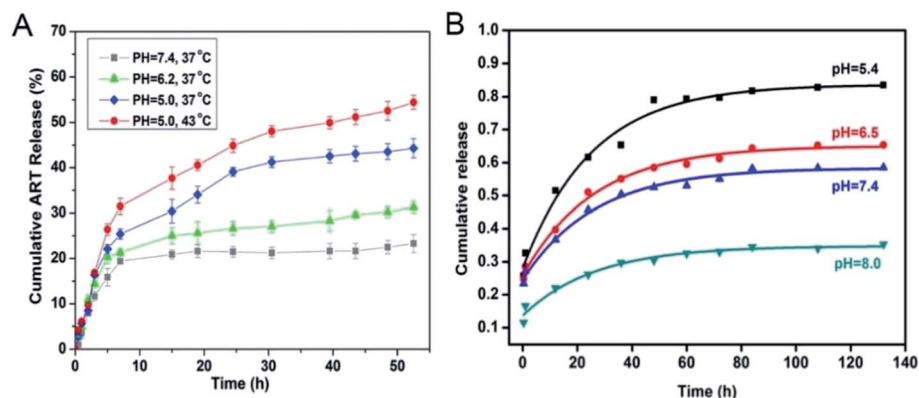 A
PH=7.4, 37°C
PH=6.2, 37°C
PH=5.0, 37°C
PH=5.0, 43°C
Cumulative ART Release (%)
70
60
50
40
30
20
10
0
0 10 20 30 40 50
Time (h)
B
pH=5.4
pH=6.5
pH=7.4
pH=8.0
Cumulative release
1.0
0.9
0.8
0.7
0.6
0.5
0.4
0.3
0.2
0.1
0 20 40 60 80 100 120 140
Time (h)